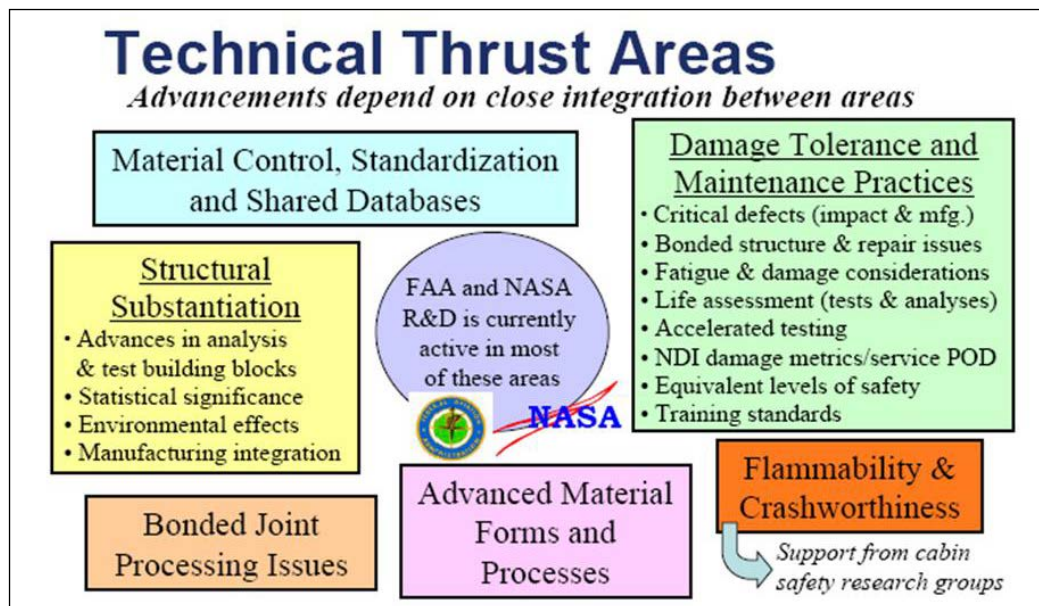 Technical Thrust Areas
Advancements depend on close integration between areas
Material Control, Standardization
and Shared Databases
Damage Tolerance and
Maintenance Practices
• Critical defects (impact & mfg.)
• Bonded structure & repair issues
• Fatigue & damage considerations
• Life assessment (tests & analyses)
• Accelerated testing
• NDI damage metrics/service POD
• Equivalent levels of safety
• Training standards
Structural
Substantiation
• Advances in analysis
& test building blocks
• Statistical significance
• Environmental effects
• Manufacturing integration
FAA and NASA
R&D is currently
active in most
of these areas
NASA
Bonded Joint
Processing Issues
Advanced Material
Forms and
Processes
Flammability &
Crashworthiness
Support from cabin
safety research groups